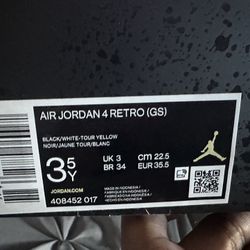 AIR JORDAN 4 RETRO (GS)
BLACK/WHITE-TOUR YELLOW
NOIR/JAUNE TOUR/BLANC
3 5 Y
UK 3 CM 22.5
BR 34 EUR 35.5
JORDAN.COM
408452 017
MADE IN INDONESIA